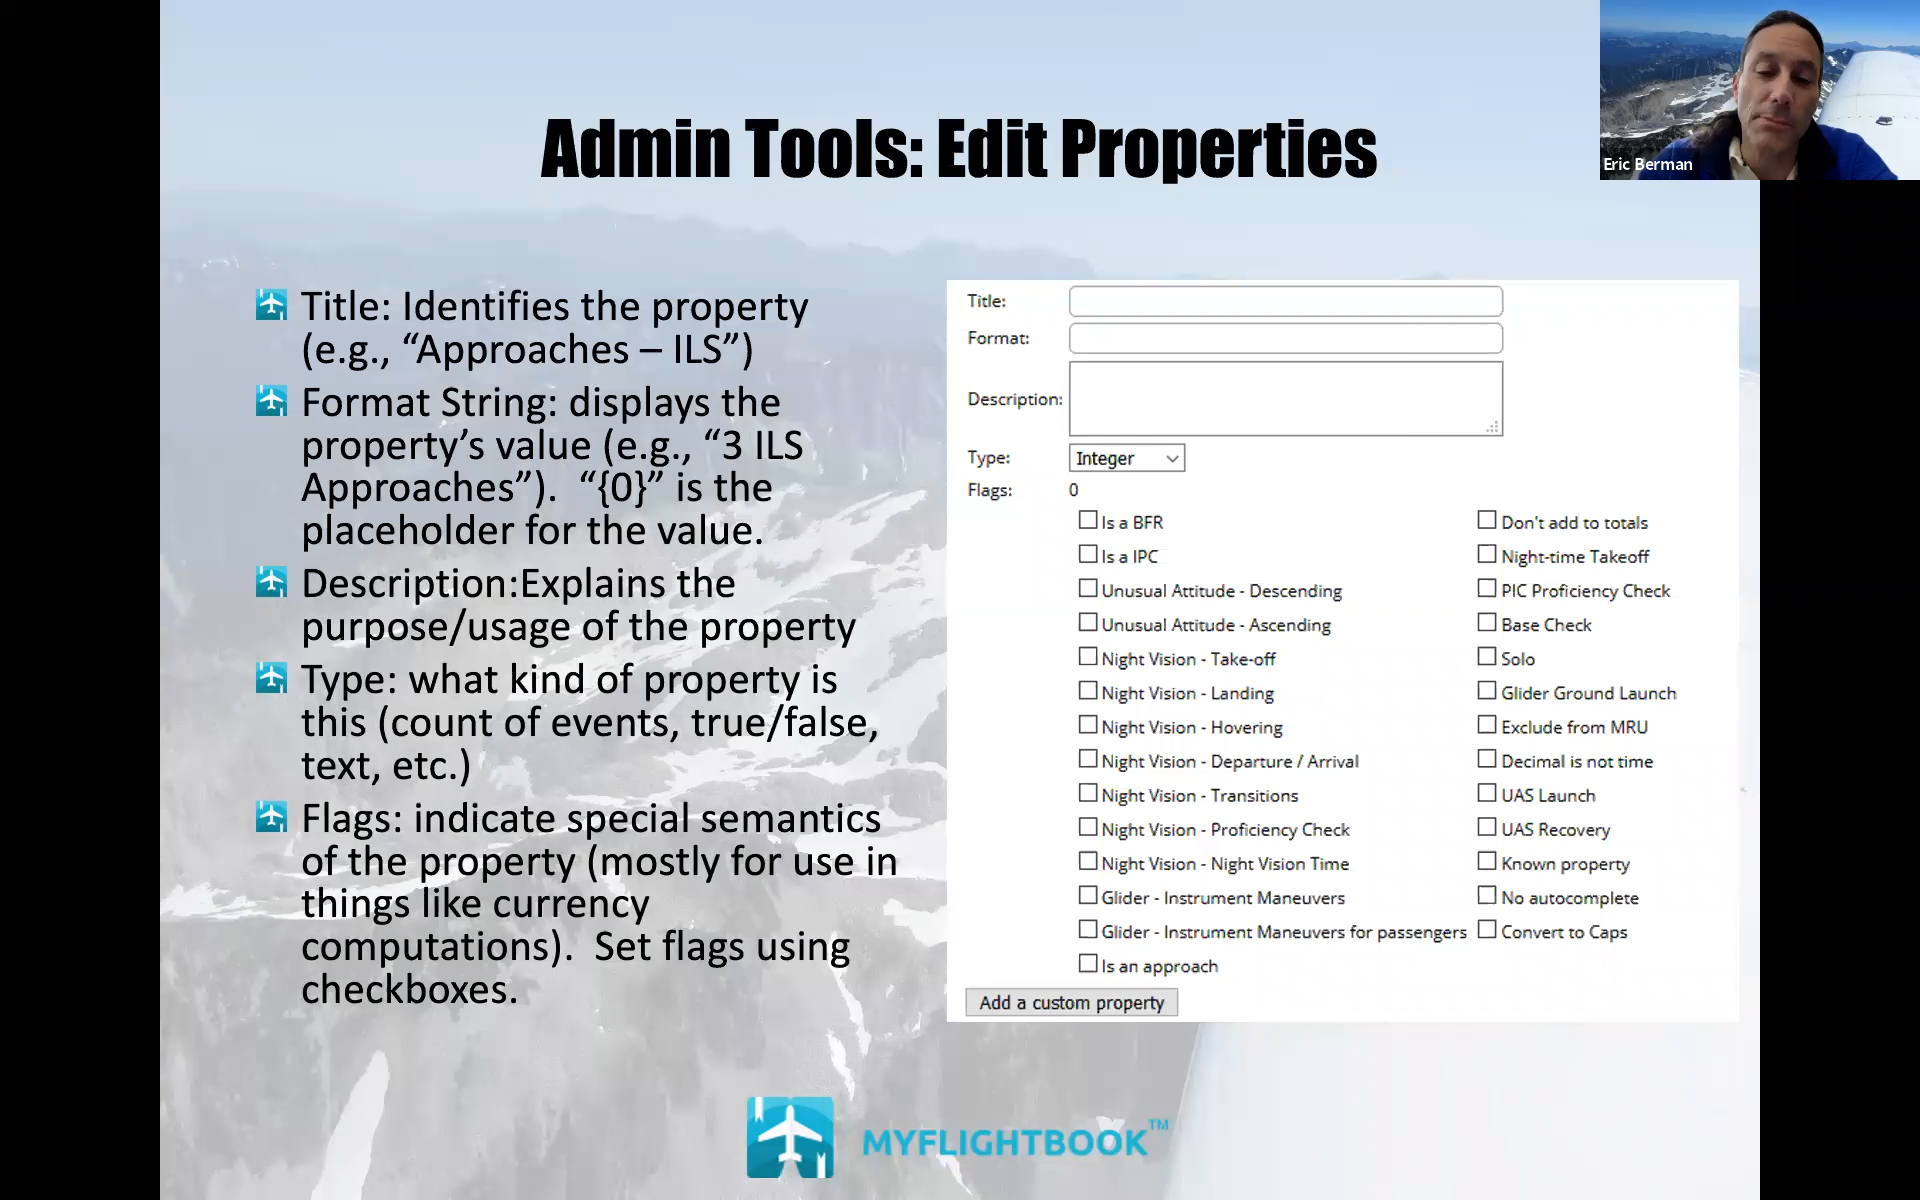 Admin Tools: Edit Properties
Eric Berman
Title: Identifies the property
(e.g., “Approaches – ILS”)
Format String: displays the
property’s value (e.g., “3 ILS
Approaches”).  “{0}” is the
placeholder for the value.
Description:Explains the
purpose/usage of the property
Type: what kind of property is
this (count of events, true/false,
text, etc.)
Flags: indicate special semantics
of the property (mostly for use in
things like currency
computations).  Set flags using
checkboxes.
Title:
Format:
Description:
Type: Integer
Flags: 0
Is a BFR
Is a IPC
Unusual Attitude - Descending
Unusual Attitude - Ascending
Night Vision - Take-off
Night Vision - Landing
Night Vision - Hovering
Night Vision - Departure / Arrival
Night Vision - Transitions
Night Vision - Proficiency Check
Night Vision - Night Vision Time
Glider - Instrument Maneuvers
Glider - Instrument Maneuvers for passengers
Is an approach
Don't add to totals
Night-time Takeoff
PIC Proficiency Check
Base Check
Solo
Glider Ground Launch
Exclude from MRU
Decimal is not time
UAS Launch
UAS Recovery
Known property
No autocomplete
Convert to Caps
Add a custom property
MYFLIGHTBOOK™